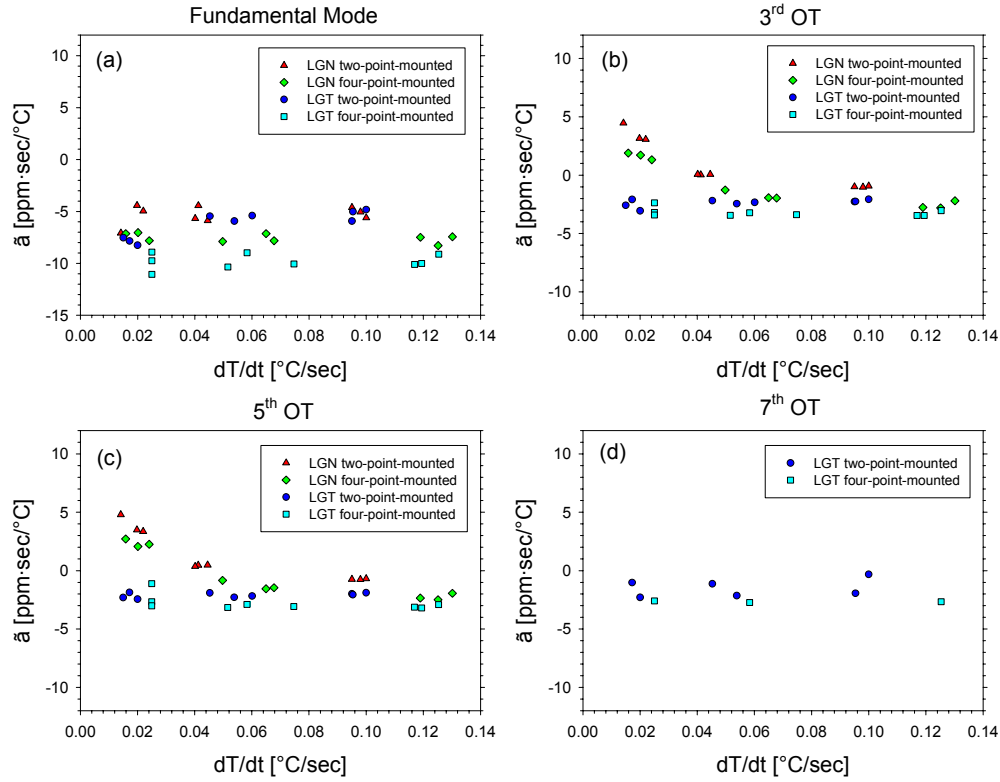 Fundamental Mode
(a)
LGN two-point-mounted
LGN four-point-mounted
LGT two-point-mounted
LGT four-point-mounted
10
5
0
-5
-10
-15
ã [ppm·sec/°C]
0.00 0.02 0.04 0.06 0.08 0.10 0.12 0.14
dT/dt [°C/sec]
3rd OT
(b)
LGN two-point-mounted
LGN four-point-mounted
LGT two-point-mounted
LGT four-point-mounted
10
5
0
-5
-10
ã [ppm·sec/°C]
0.00 0.02 0.04 0.06 0.08 0.10 0.12 0.14
dT/dt [°C/sec]
5th OT
(c)
LGN two-point-mounted
LGN four-point-mounted
LGT two-point-mounted
LGT four-point-mounted
10
5
0
-5
-10
ã [ppm·sec/°C]
0.00 0.02 0.04 0.06 0.08 0.10 0.12 0.14
dT/dt [°C/sec]
7th OT
(d)
LGT two-point-mounted
LGT four-point-mounted
10
5
0
-5
-10
ã [ppm·sec/°C]
0.00 0.02 0.04 0.06 0.08 0.10 0.12 0.14
dT/dt [°C/sec]